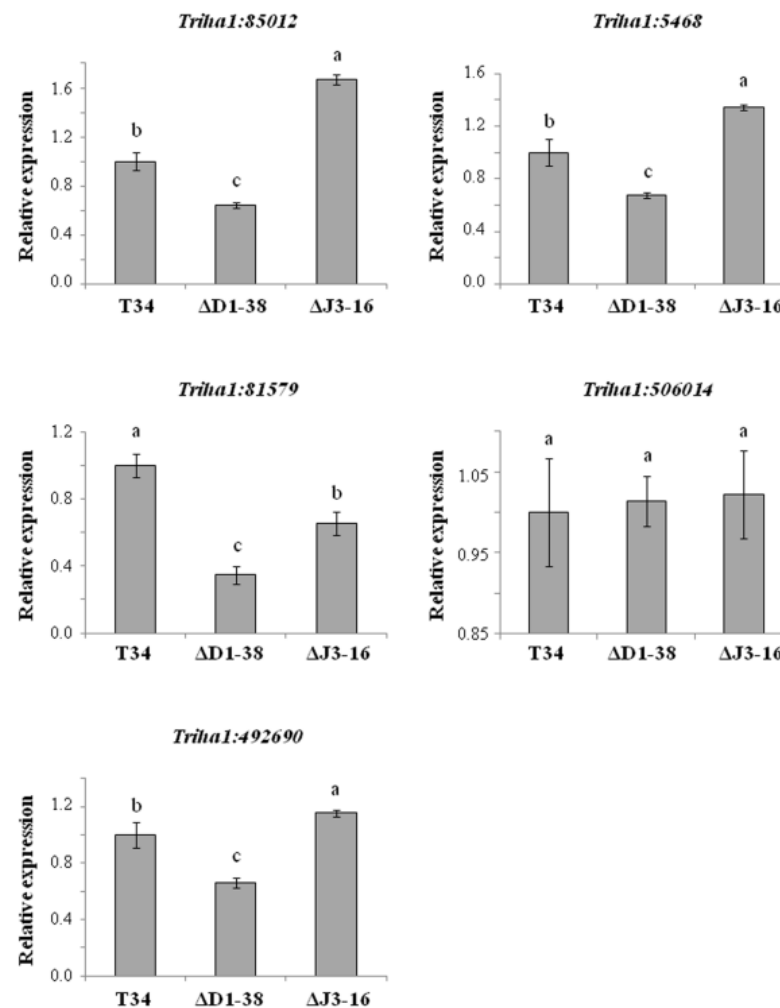 Triha1:85012
Relative expression
1.6
1.2
0.8
0.4
0.0
b
c
a
T34 ΔD1-38 ΔJ3-16
Triha1:5468
Relative expression
1.6
1.2
0.8
0.4
0.0
b
c
a
T34 ΔD1-38 ΔJ3-16
Triha1:81579
Relative expression
1.2
0.8
0.4
0.0
a
c
b
T34 ΔD1-38 ΔJ3-16
Triha1:506014
Relative expression
1.05
0.95
0.85
a
a
a
T34 ΔD1-38 ΔJ3-16
Triha1:492690
Relative expression
1.2
0.8
0.4
0.0
b
c
a
T34 ΔD1-38 ΔJ3-16